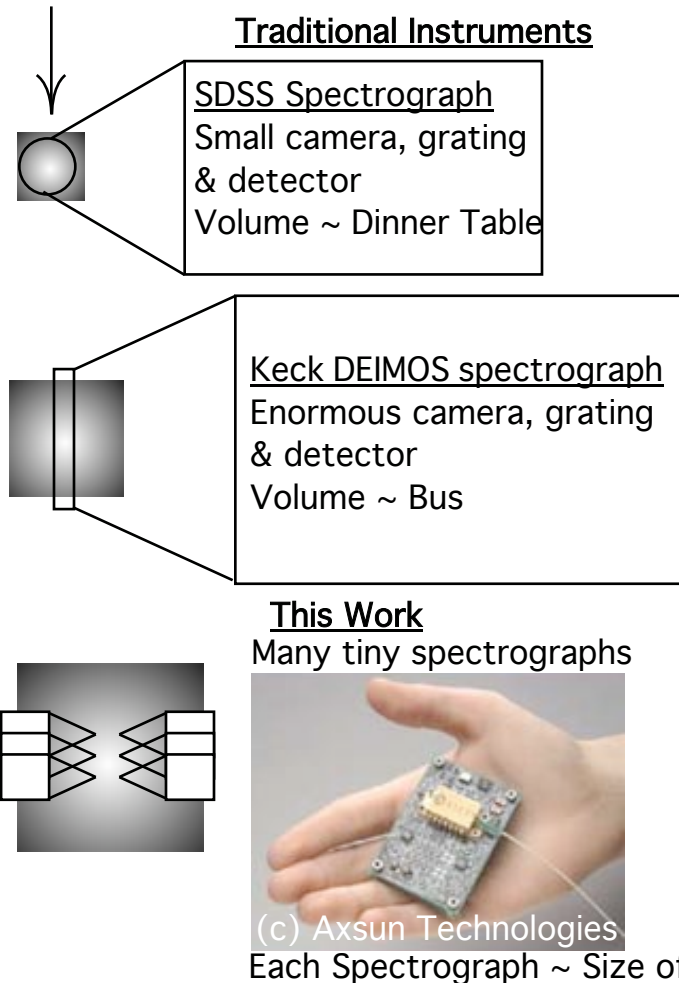 Traditional Instruments
SDSS Spectrograph
Small camera, grating
& detector
Volume ~ Dinner Table
Keck DEIMOS spectrograph
Enormous camera, grating
& detector
Volume ~ Bus
This Work
Many tiny spectrographs
(c) Axsun Technologies
Each Spectrograph ~ Size of